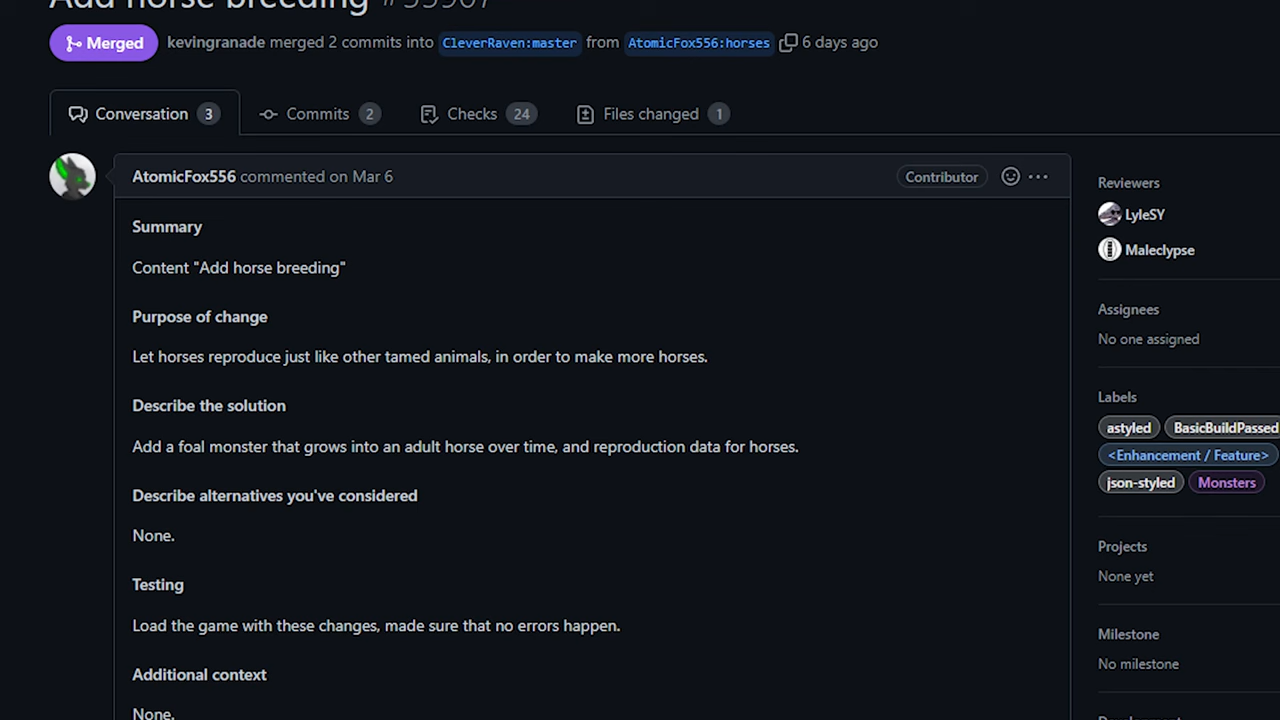 Add horse breeding #55967
Merged kevingranade merged 2 commits into CleverRaven:master from AtomicFox556:horses 6 days ago
Conversation 3 Commits 2 Checks 24 Files changed 1
AtomicFox556 commented on Mar 6 Contributor
Summary
Content "Add horse breeding"
Purpose of change
Let horses reproduce just like other tamed animals, in order to make more horses.
Describe the solution
Add a foal monster that grows into an adult horse over time, and reproduction data for horses.
Describe alternatives you've considered
None.
Testing
Load the game with these changes, made sure that no errors happen.
Additional context
None.
Reviewers
LyleSY
Maleclypse
Assignees
No one assigned
Labels
astyled BasicBuildPassed
<Enhancement / Feature>
json-styled Monsters
Projects
None yet
Milestone
No milestone